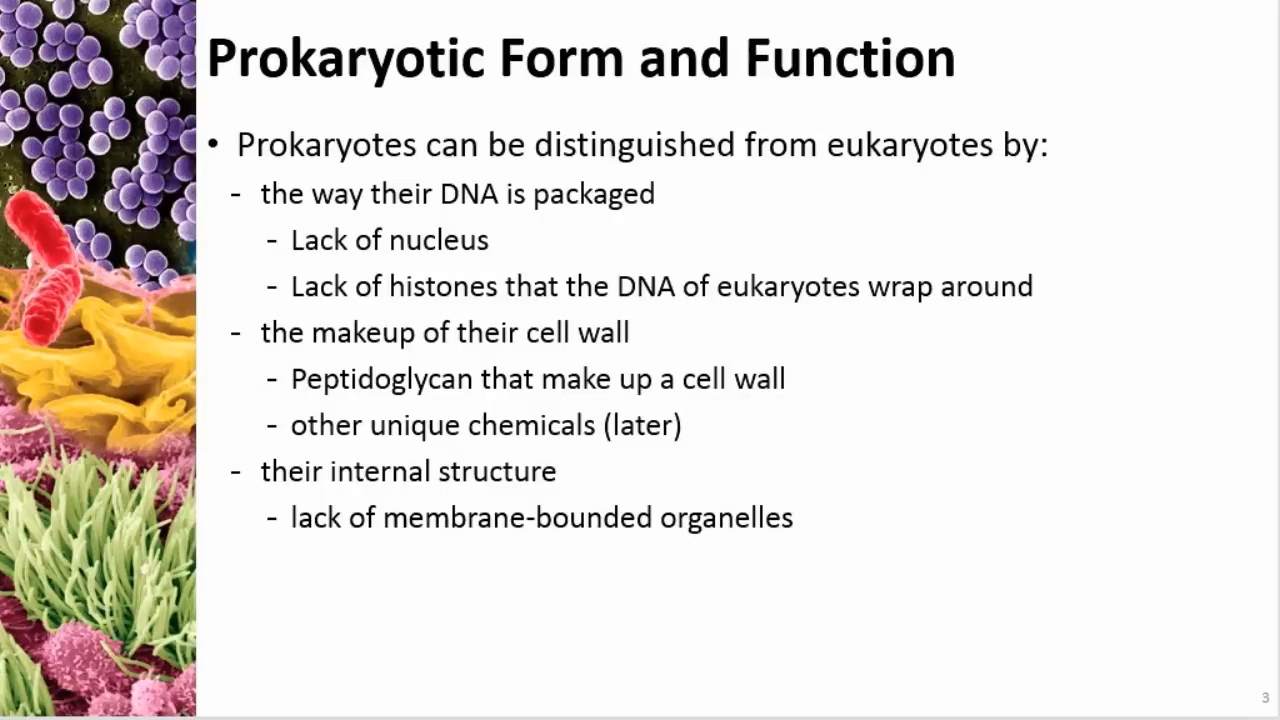 Prokaryotic Form and Function
• Prokaryotes can be distinguished from eukaryotes by:
- the way their DNA is packaged
- Lack of nucleus
- Lack of histones that the DNA of eukaryotes wrap around
- the makeup of their cell wall
- Peptidoglycan that make up a cell wall
- other unique chemicals (later)
- their internal structure
- lack of membrane-bounded organelles
3